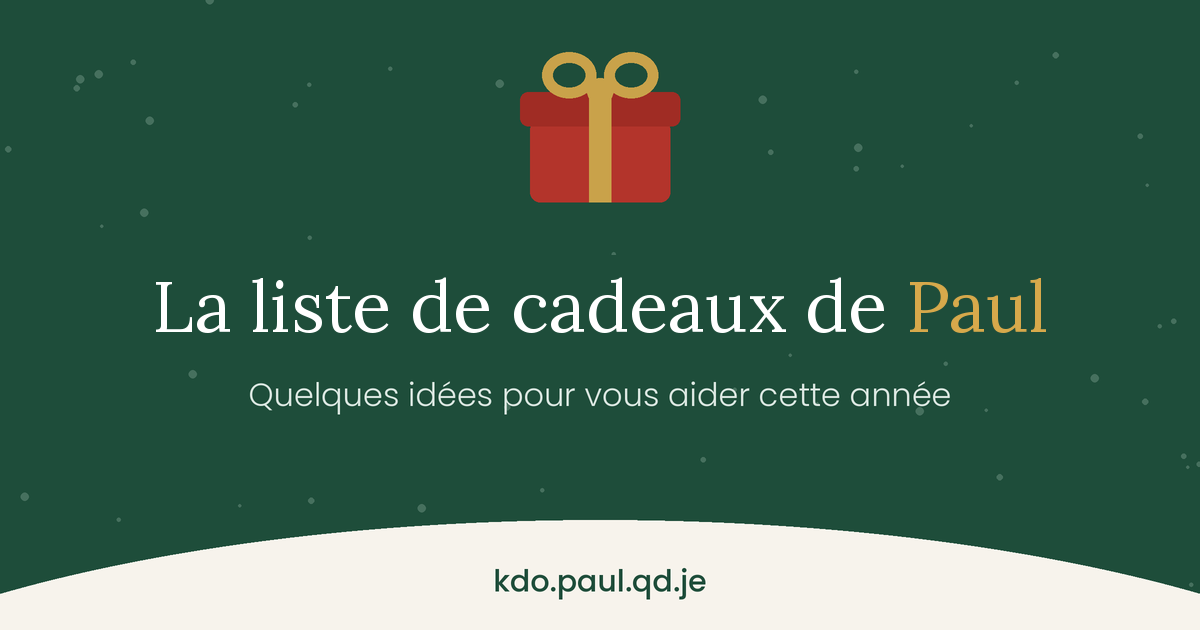 La liste de cadeaux de Paul
Quelques idées pour vous aider cette année
kdo.paul.qd.je